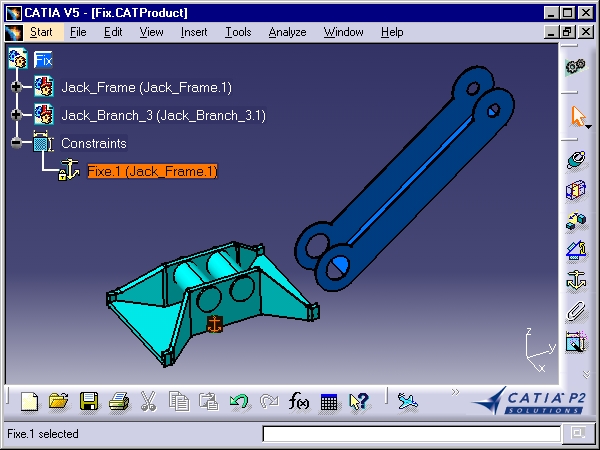 CATIA V5 - [Fix.CATProduct]
Start File Edit View Insert Tools Analyze Window Help
Fix
Jack_Frame (Jack_Frame.1)
Jack_Branch_3 (Jack_Branch_3.1)
Constraints
Fixe.1 (Jack_Frame.1)
z
y
x
f(x)
?
CATIA P2
SOLUTIONS
Fixe.1 selected